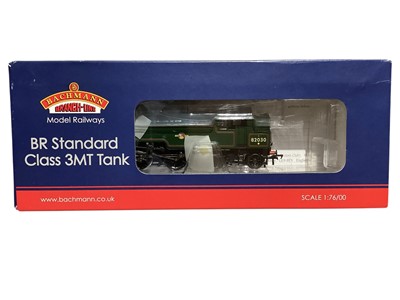 BACHMANN
BRANCH-LINE
Model Railways
BR Standard
Class 3MT Tank
82030
www.bachmann.co.uk
SCALE 1:76/00